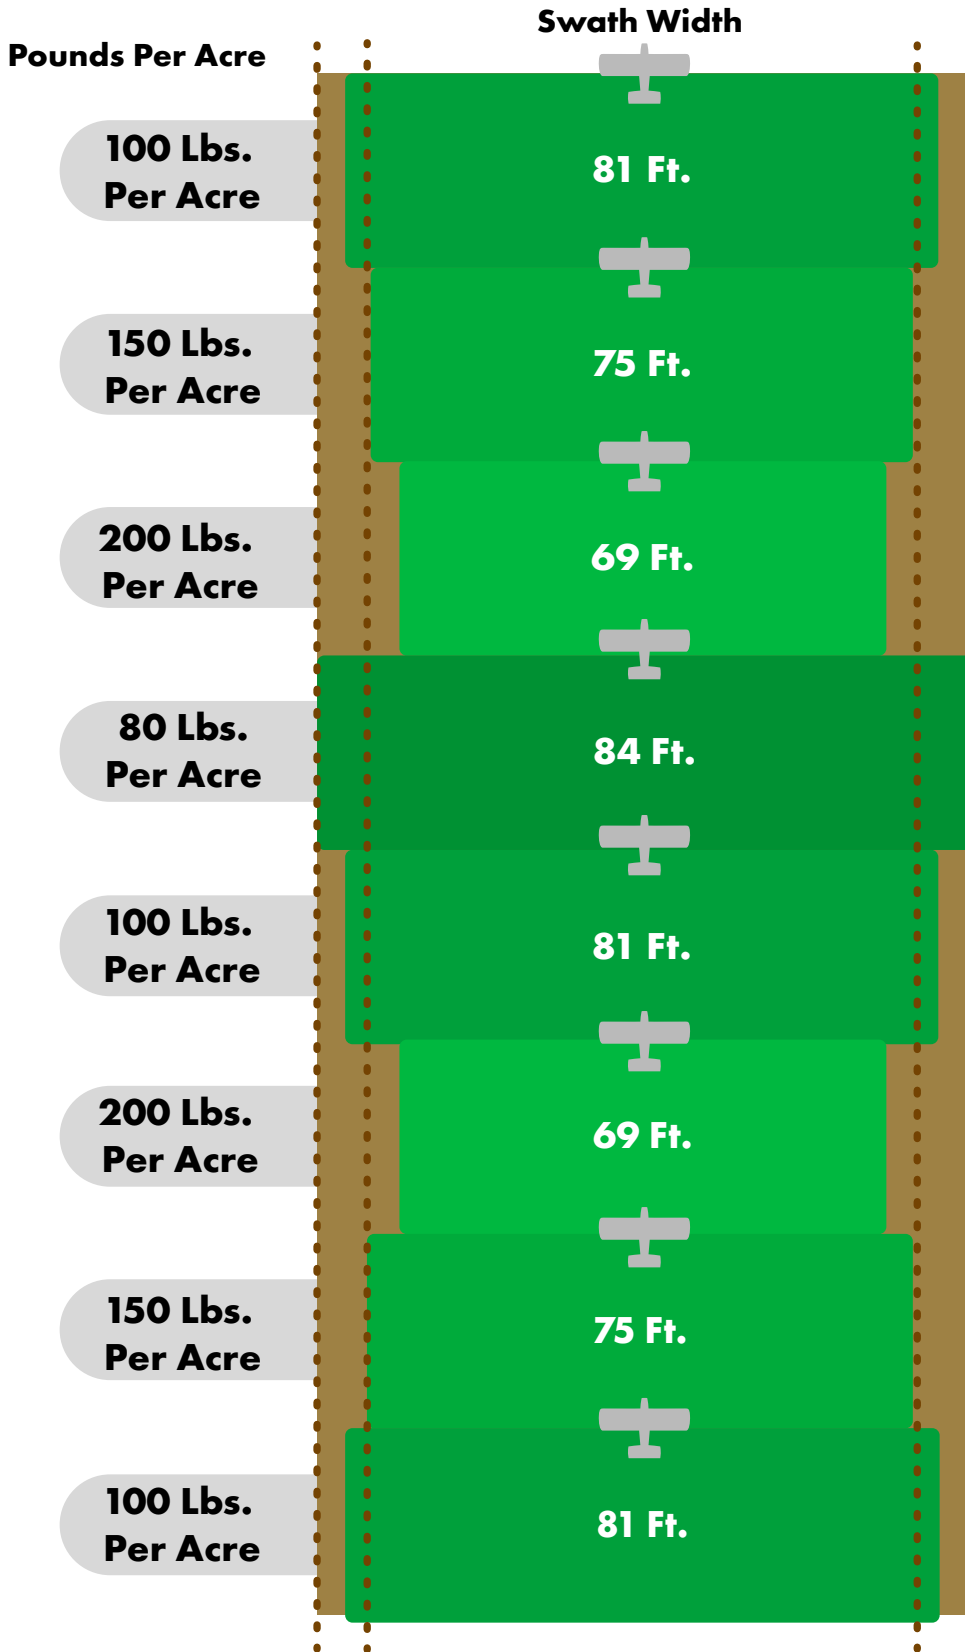 Swath Width
Pounds Per Acre
100 Lbs.
Per Acre
81 Ft.
150 Lbs.
Per Acre
75 Ft.
200 Lbs.
Per Acre
69 Ft.
80 Lbs.
Per Acre
84 Ft.
100 Lbs.
Per Acre
81 Ft.
200 Lbs.
Per Acre
69 Ft.
150 Lbs.
Per Acre
75 Ft.
100 Lbs.
Per Acre
81 Ft.